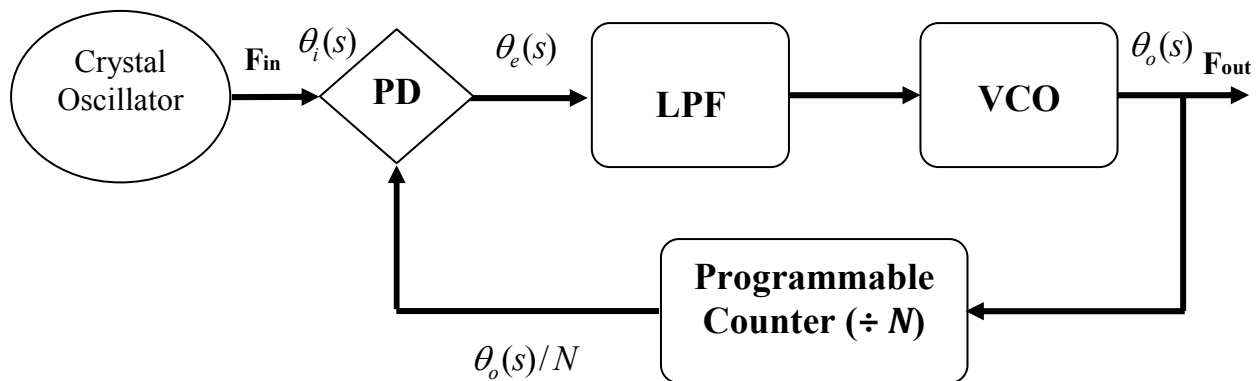 Crystal
Oscillator
Fin
θi(s)
PD
θe(s)
LPF
VCO
θo(s)
Fout
Programmable
Counter (÷ N)
θo(s)/N